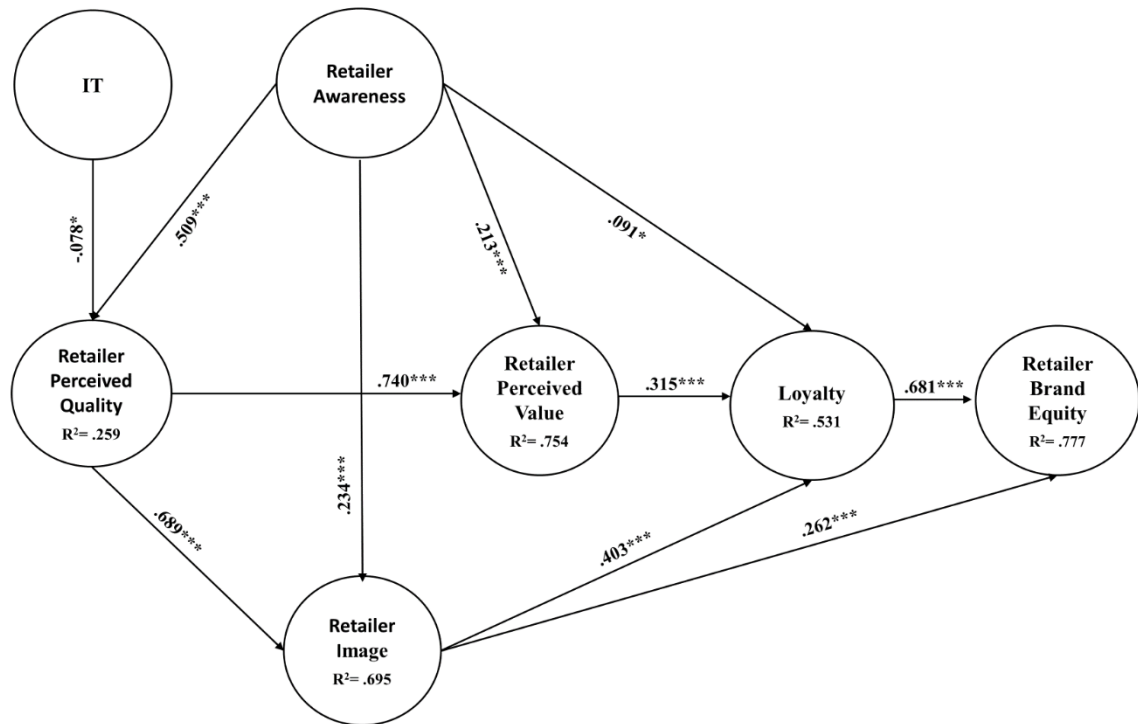 IT
Retailer
Awareness
-.078*
.509***
.213***
.091*
Retailer
Perceived
Quality
R²= .259
.740***
Retailer
Perceived
Value
R²= .754
.315***
Loyalty
R²= .531
.681***
Retailer
Brand
Equity
R²= .777
.234***
.689***
.403***
.262***
Retailer
Image
R²= .695